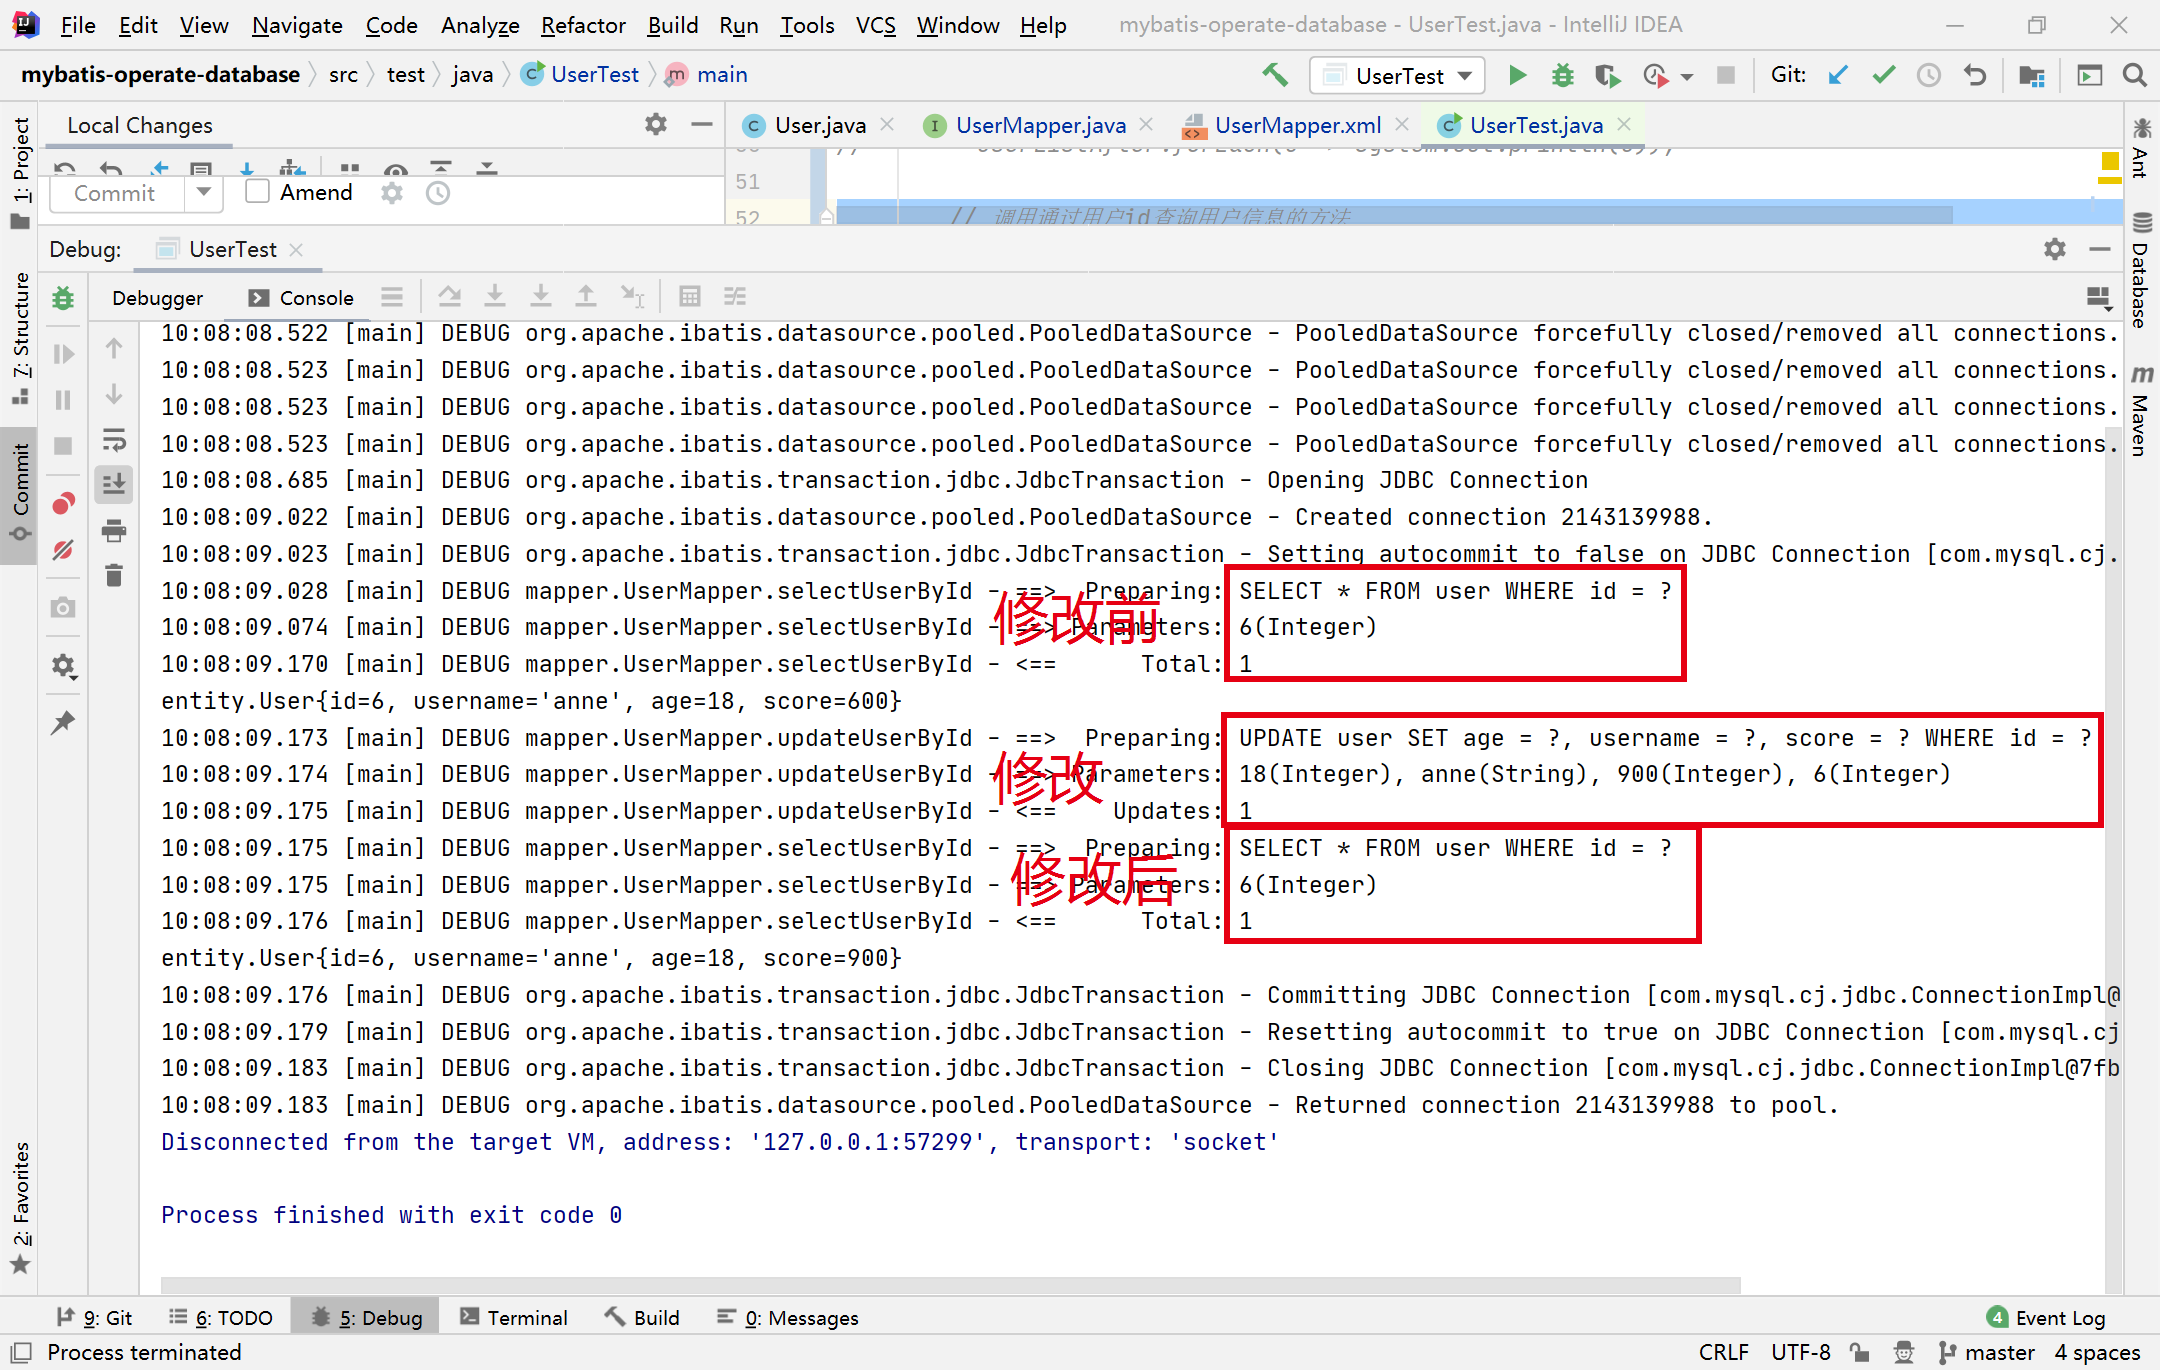 File Edit View Navigate Code Analyze Refactor Build Run Tools VCS Window Help mybatis-operate-database - UserTest.java - IntelliJ IDEA
mybatis-operate-database src test java UserTest main UserTest Git:
Local Changes User.java UserMapper.java UserMapper.xml UserTest.java
51
Commit Amend
52 // 调用通过用户id查询用户信息的方法
Debug: UserTest
Debugger Console
10:08:08.522 [main] DEBUG org.apache.ibatis.datasource.pooled.PooledDataSource - PooledDataSource forcefully closed/removed all connections.
10:08:08.523 [main] DEBUG org.apache.ibatis.datasource.pooled.PooledDataSource - PooledDataSource forcefully closed/removed all connections.
10:08:08.523 [main] DEBUG org.apache.ibatis.datasource.pooled.PooledDataSource - PooledDataSource forcefully closed/removed all connections.
10:08:08.523 [main] DEBUG org.apache.ibatis.datasource.pooled.PooledDataSource - PooledDataSource forcefully closed/removed all connections.
10:08:08.685 [main] DEBUG org.apache.ibatis.transaction.jdbc.JdbcTransaction - Opening JDBC Connection
10:08:09.022 [main] DEBUG org.apache.ibatis.datasource.pooled.PooledDataSource - Created connection 2143139988.
10:08:09.023 [main] DEBUG org.apache.ibatis.transaction.jdbc.JdbcTransaction - Setting autocommit to false on JDBC Connection [com.mysql.cj.
10:08:09.028 [main] DEBUG mapper.UserMapper.selectUserById - ==> Preparing: SELECT * FROM user WHERE id = ?
修改前
10:08:09.074 [main] DEBUG mapper.UserMapper.selectUserById - ==> Parameters: 6(Integer)
10:08:09.170 [main] DEBUG mapper.UserMapper.selectUserById - <== Total: 1
entity.User{id=6, username='anne', age=18, score=600}
10:08:09.173 [main] DEBUG mapper.UserMapper.updateUserById - ==> Preparing: UPDATE user SET age = ?, username = ?, score = ? WHERE id = ?
修改
10:08:09.174 [main] DEBUG mapper.UserMapper.updateUserById - ==> Parameters: 18(Integer), anne(String), 900(Integer), 6(Integer)
10:08:09.175 [main] DEBUG mapper.UserMapper.updateUserById - <== Updates: 1
10:08:09.175 [main] DEBUG mapper.UserMapper.selectUserById - ==> Preparing: SELECT * FROM user WHERE id = ?
修改后
10:08:09.175 [main] DEBUG mapper.UserMapper.selectUserById - ==> Parameters: 6(Integer)
10:08:09.176 [main] DEBUG mapper.UserMapper.selectUserById - <== Total: 1
entity.User{id=6, username='anne', age=18, score=900}
10:08:09.176 [main] DEBUG org.apache.ibatis.transaction.jdbc.JdbcTransaction - Committing JDBC Connection [com.mysql.cj.jdbc.ConnectionImpl@
10:08:09.179 [main] DEBUG org.apache.ibatis.transaction.jdbc.JdbcTransaction - Resetting autocommit to true on JDBC Connection [com.mysql.cj
10:08:09.183 [main] DEBUG org.apache.ibatis.transaction.jdbc.JdbcTransaction - Closing JDBC Connection [com.mysql.cj.jdbc.ConnectionImpl@7fb
10:08:09.183 [main] DEBUG org.apache.ibatis.datasource.pooled.PooledDataSource - Returned connection 2143139988 to pool.
Disconnected from the target VM, address: '127.0.0.1:57299', transport: 'socket'
Process finished with exit code 0
1: Project
7: Structure
Commit
2: Favorites
Ant
Database
Maven
9: Git 6: TODO 5: Debug Terminal Build 0: Messages 4 Event Log
Process terminated CRLF UTF-8 master 4 spaces